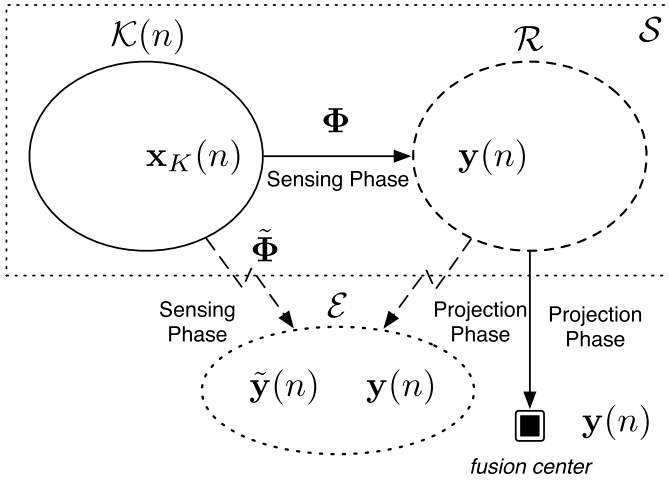 𝒦(n)
ℛ
𝒮
Φ
x_K(n)
y(n)
Sensing Phase
Φ̃
Sensing
Phase
ℰ
Projection
Phase
Projection
Phase
ỹ(n) y(n)
y(n)
fusion center